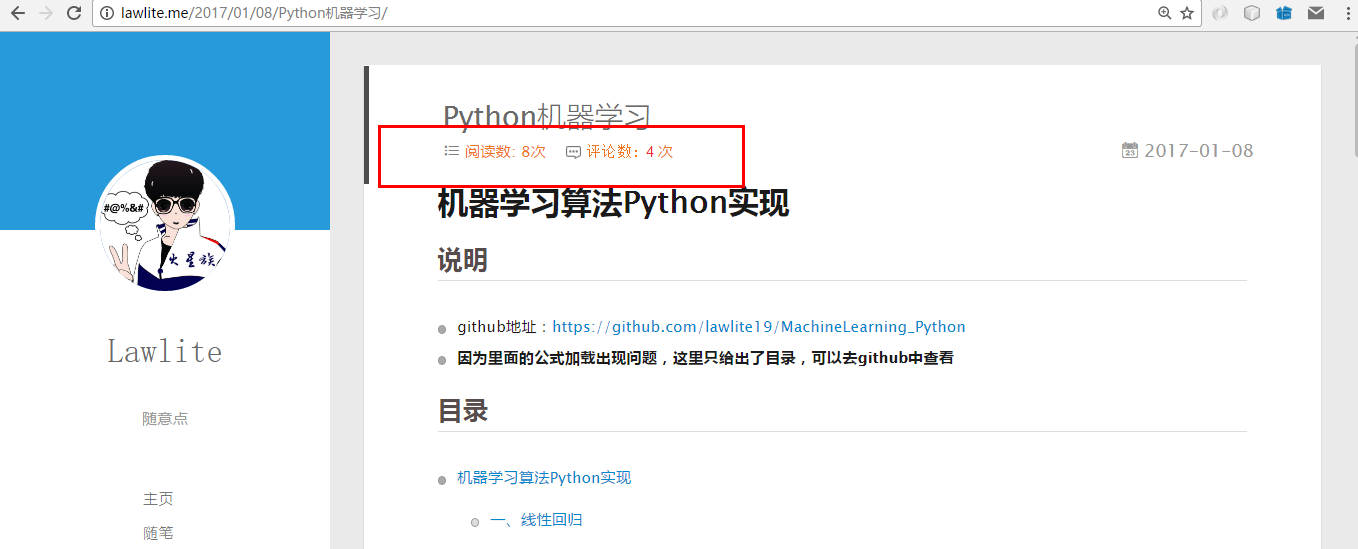 lawlite.me/2017/01/08/Python机器学习/
#@%&#
火星族
Lawlite
随意点
主页
随笔
Python机器学习
阅读数: 8次 评论数：4 次
23 2017-01-08
机器学习算法Python实现
说明
github地址：https://github.com/lawlite19/MachineLearning_Python
因为里面的公式加载出现问题，这里只给出了目录，可以去github中查看
目录
机器学习算法Python实现
一、线性回归